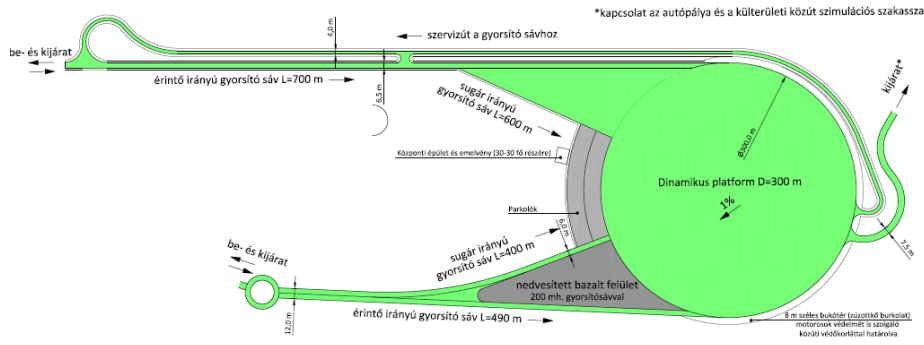 *kapcsolat az autópálya és a külterületi közút szimulációs szakassza
be- és kijárat
4,0 m
szervizút a gyorsító sávhoz
érintő irányú gyorsító sáv L=700 m
6,5 m
sugár irányú
gyorsító sáv L=600 m
kijárat*
Ø300,0 m
Központi épület és emelvény (30-30 fő részére)
Dinamikus platform D=300 m
1%
Parkolók
6,0 m
7,5 m
sugár irányú
gyorsító sáv L=400 m
be- és kijárat
nedvesített bazalt felület
200 mh. gyorsítósávval
12,0 m
érintő irányú gyorsító sáv L=490 m
8 m széles bukótér (zúzottkő burkolat)
motorosok védelmét is szolgáló
közúti védőkorláttal határolva